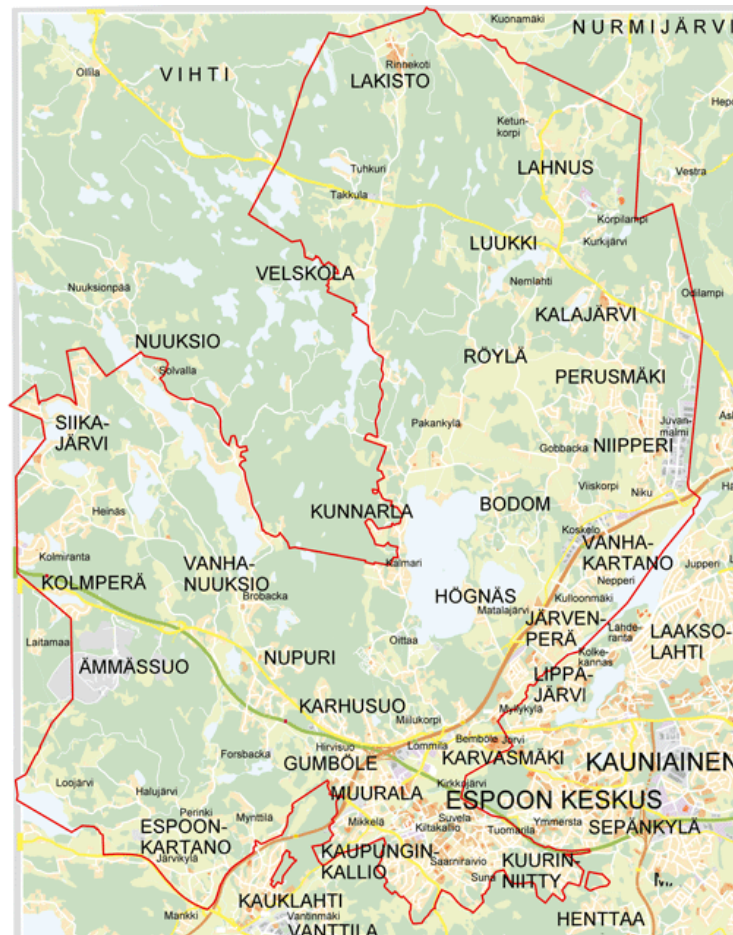 Kuonamäki
NURMIJÄRVI
Rinnekoti
VIHTI
Ollila
LAKISTO
Ketun-
korpi
Tuhkuri
LAHNUS
Vestra
Takkula
Korpilampi
LUUKKI
Kurkijärvi
VELSKOLA
Nemlahti
Nuuksionpää
Odilampi
KALAJÄRVI
NUUKSIO
RÖYLÄ
Solvalla
PERUSMÄKI
SIIKA-
JÄRVI
Pakankylä
Juvan-
malmi
Gobbacka
NIIPPERI
Viiskorpi
Niku
Heinäs
KUNNARLA
BODOM
Koskelo
VANHA-
KARTANO
Kolmiranta
KOLMPERÄ
VANHA-
NUUKSIO
Kalmari
Jupperi
Nepperi
Brobacka
HÖGNÄS
Matalajärvi
Kulloonmäki
JÄRVEN-
PERÄ
Laitamaa
Oittaa
Lähde-
ranta
LAAKSO-
LAHTI
ÄMMÄSSUO
NUPURI
Kolke-
kannas
LIPPA-
JÄRVI
KARHUSUO
Miilukorpi
Myllykylä
Bemböle
Jorvi
Forsbacka
Hirvisuo
Lommila
GUMBÖLE
KARVASMÄKI
KAUNIAINEN
Loojärvi
Halujärvi
Kirkkojärvi
MUURALA
ESPOON KESKUS
Perinki
Mynttilä
Mikkelä
Suvela
Kiltakallio
Tuomarila
Ymmersta
SEPÄNKYLÄ
ESPOON-
KARTANO
Järvikylä
KAUPUNGIN-
KALLIO
Saarniraivio
Suna
KUURIN-
NIITTY
KAUKLAHTI
Mankki
Vantinmäki
VANTTILA
HENTTAA